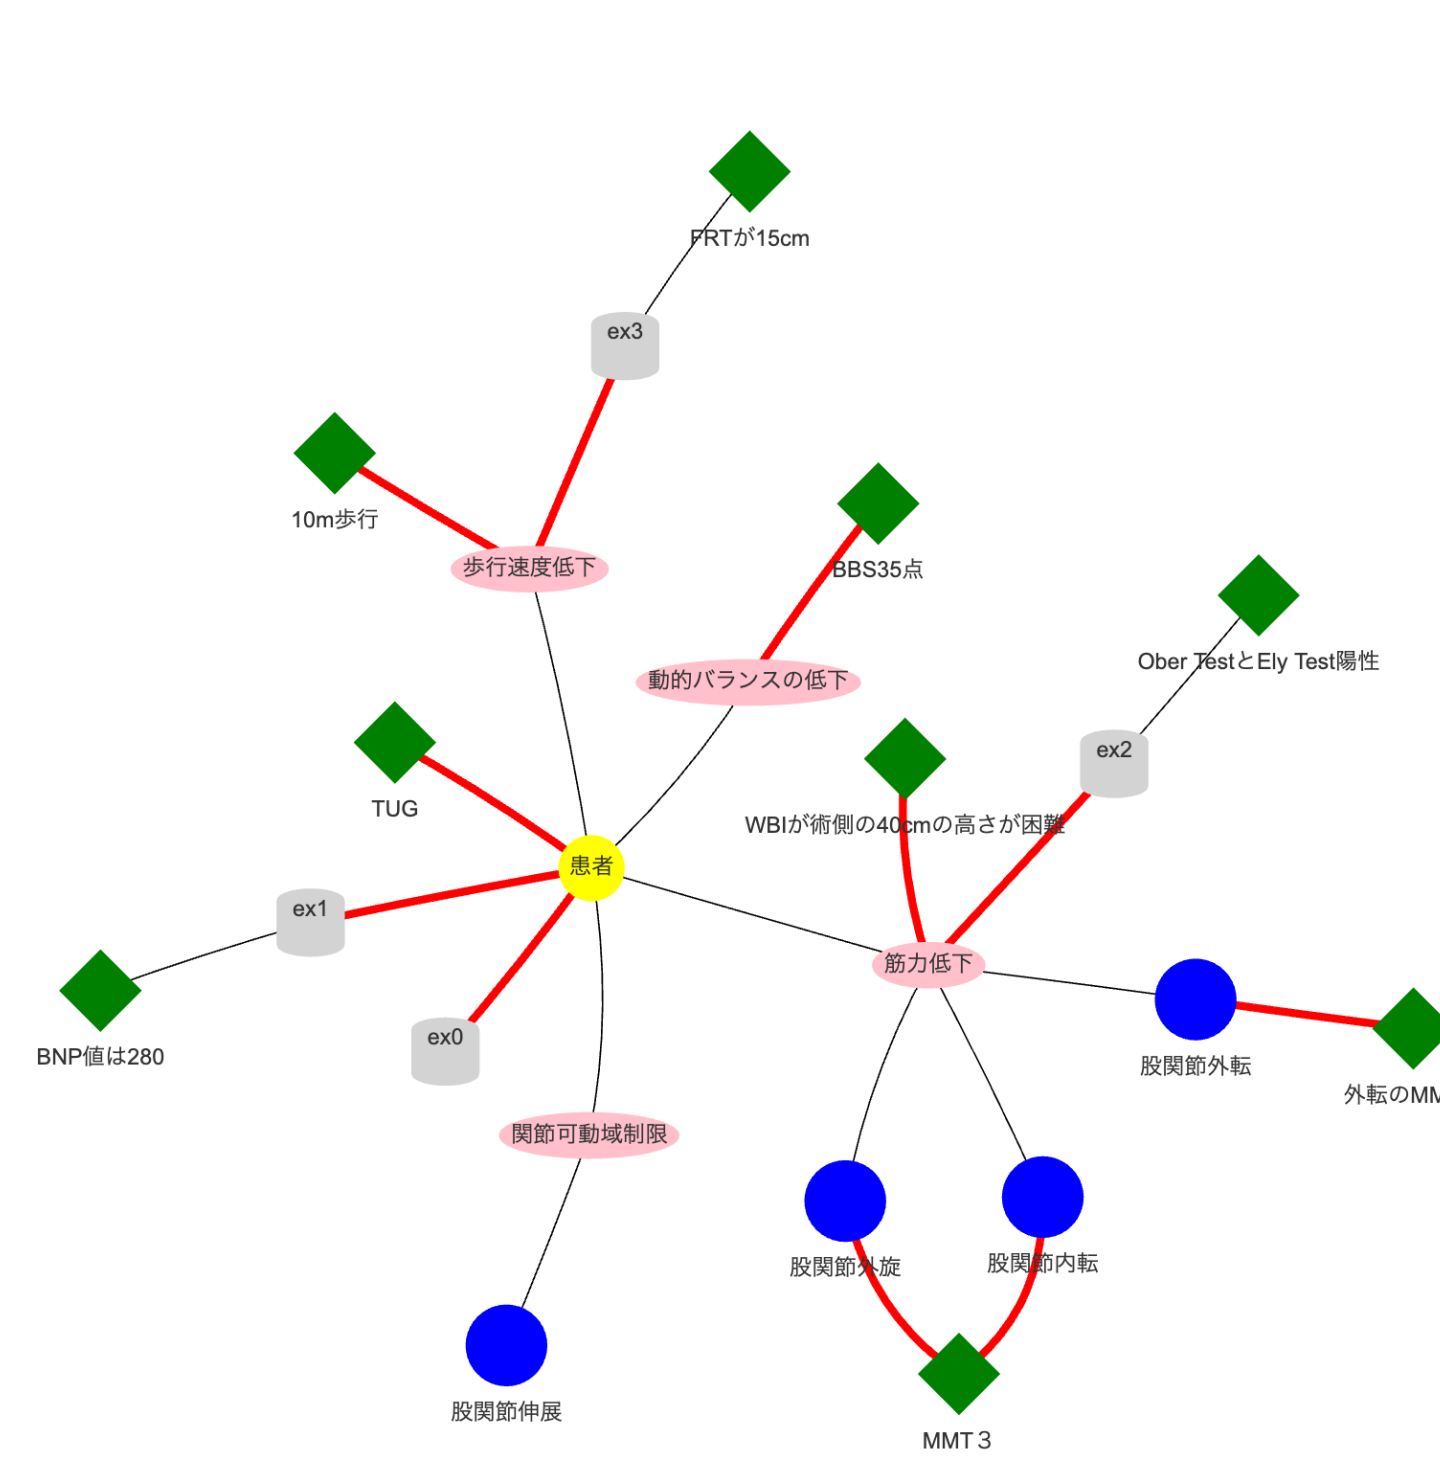 FRTが15cm
ex3
10m歩行
歩行速度低下
BBS35点
Ober TestとEly Test陽性
動的バランスの低下
ex2
TUG
WBIが術側の40cmの高さが困難
患者
ex1
筋力低下
BNP値は280
ex0
股関節外転
外転のMM
関節可動域制限
股関節外旋
股関節内転
股関節伸展
MMT３